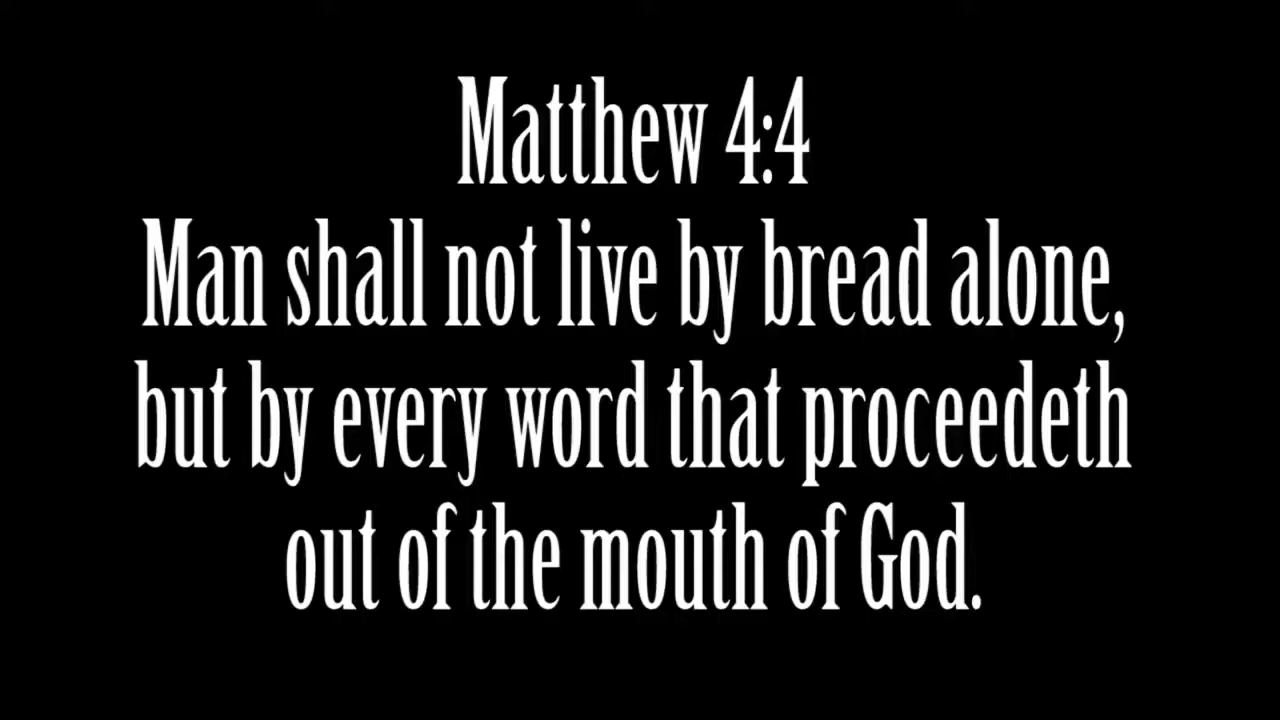 Matthew 4:4
Man shall not live by bread alone,
but by every word that proceedeth
out of the mouth of God.